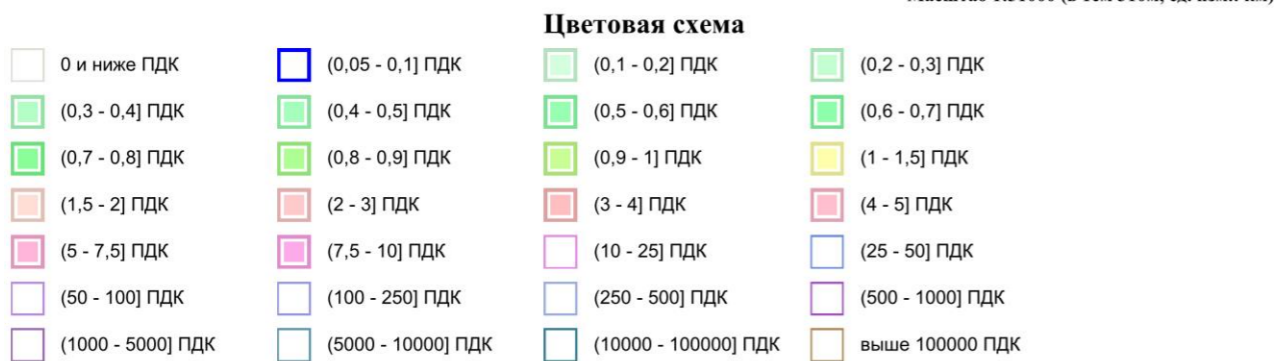 Цветовая схема
0 и ниже ПДК (0,05 - 0,1] ПДК (0,1 - 0,2] ПДК (0,2 - 0,3] ПДК
(0,3 - 0,4] ПДК (0,4 - 0,5] ПДК (0,5 - 0,6] ПДК (0,6 - 0,7] ПДК
(0,7 - 0,8] ПДК (0,8 - 0,9] ПДК (0,9 - 1] ПДК (1 - 1,5] ПДК
(1,5 - 2] ПДК (2 - 3] ПДК (3 - 4] ПДК (4 - 5] ПДК
(5 - 7,5] ПДК (7,5 - 10] ПДК (10 - 25] ПДК (25 - 50] ПДК
(50 - 100] ПДК (100 - 250] ПДК (250 - 500] ПДК (500 - 1000] ПДК
(1000 - 5000] ПДК (5000 - 10000] ПДК (10000 - 100000] ПДК выше 100000 ПДК